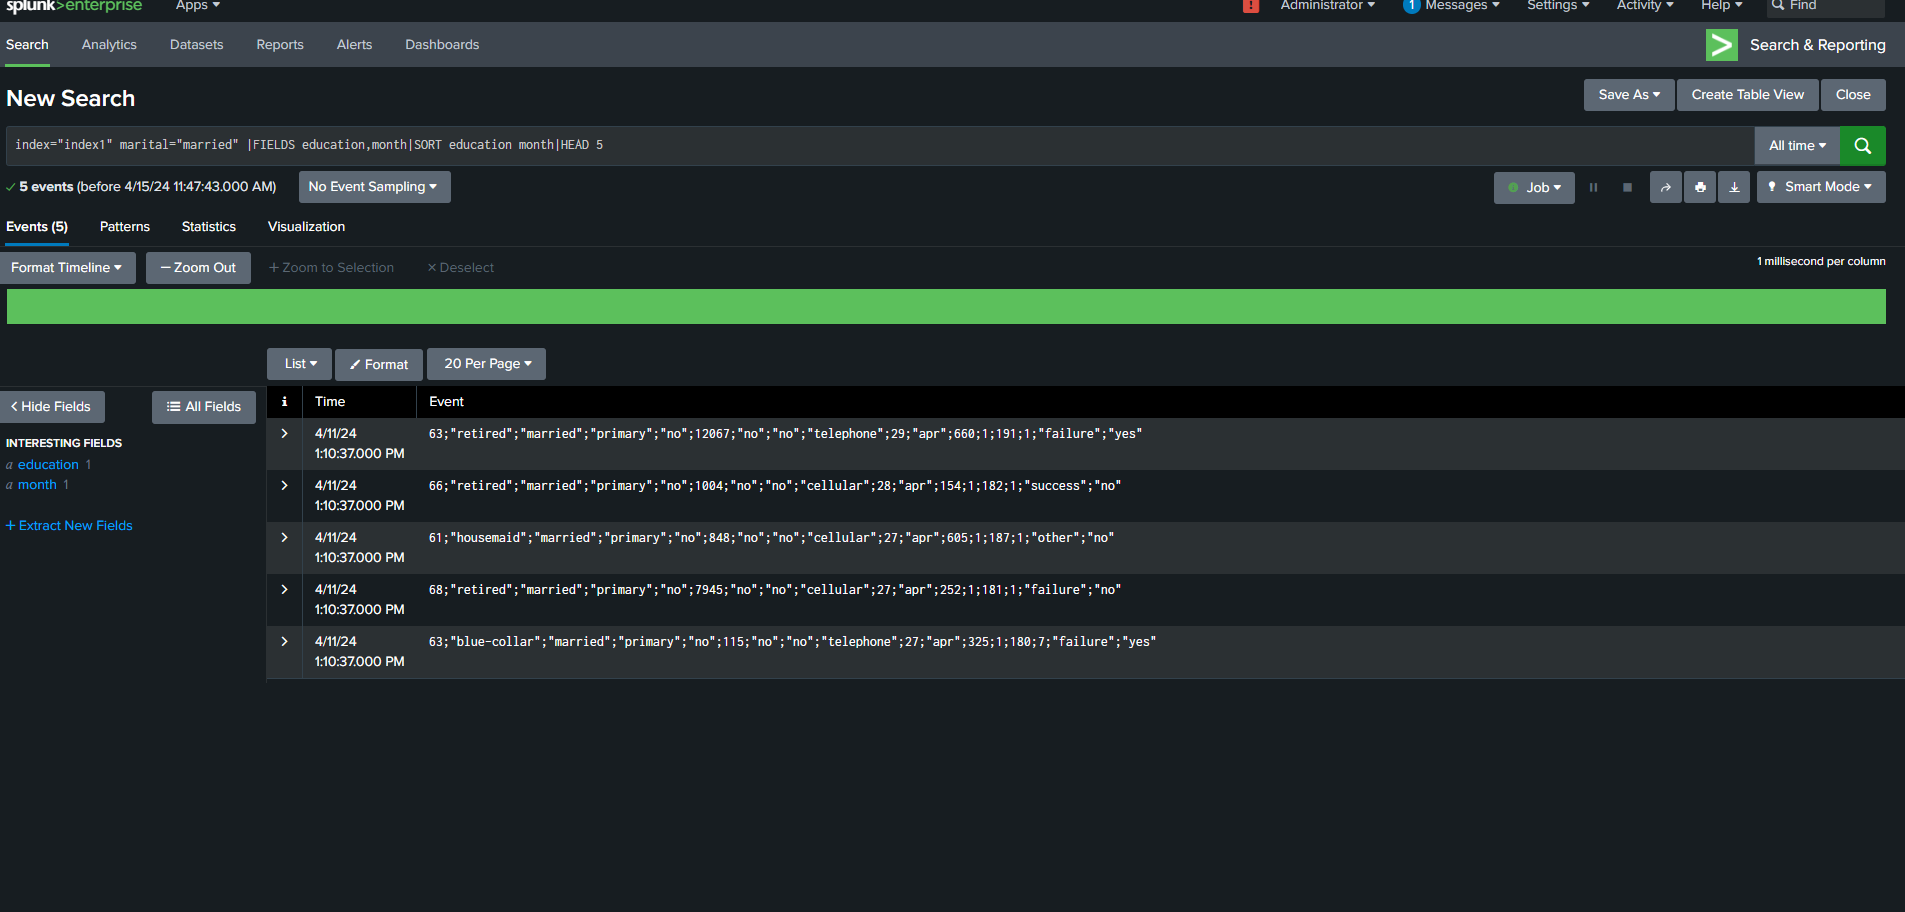 splunk>enterprise Apps Administrator 1 Messages Settings Activity Help Find
Search Analytics Datasets Reports Alerts Dashboards Search & Reporting
New Search Save As Create Table View Close
index="index1" marital="married" |FIELDS education,month|SORT education month|HEAD 5 All time
5 events (before 4/15/24 11:47:43.000 AM) No Event Sampling Job Smart Mode
Events (5) Patterns Statistics Visualization
Format Timeline — Zoom Out + Zoom to Selection × Deselect 1 millisecond per column
List Format 20 Per Page
< Hide Fields All Fields i Time Event
INTERESTING FIELDS
a education 1
a month 1
+ Extract New Fields
4/11/24 63;"retired";"married";"primary";"no";12067;"no";"no";"telephone";29;"apr";660;1;191;1;"failure";"yes"
1:10:37.000 PM
4/11/24 66;"retired";"married";"primary";"no";1004;"no";"no";"cellular";28;"apr";154;1;182;1;"success";"no"
1:10:37.000 PM
4/11/24 61;"housemaid";"married";"primary";"no";848;"no";"no";"cellular";27;"apr";605;1;187;1;"other";"no"
1:10:37.000 PM
4/11/24 68;"retired";"married";"primary";"no";7945;"no";"no";"cellular";27;"apr";252;1;181;1;"failure";"no"
1:10:37.000 PM
4/11/24 63;"blue-collar";"married";"primary";"no";115;"no";"no";"telephone";27;"apr";325;1;180;7;"failure";"yes"
1:10:37.000 PM